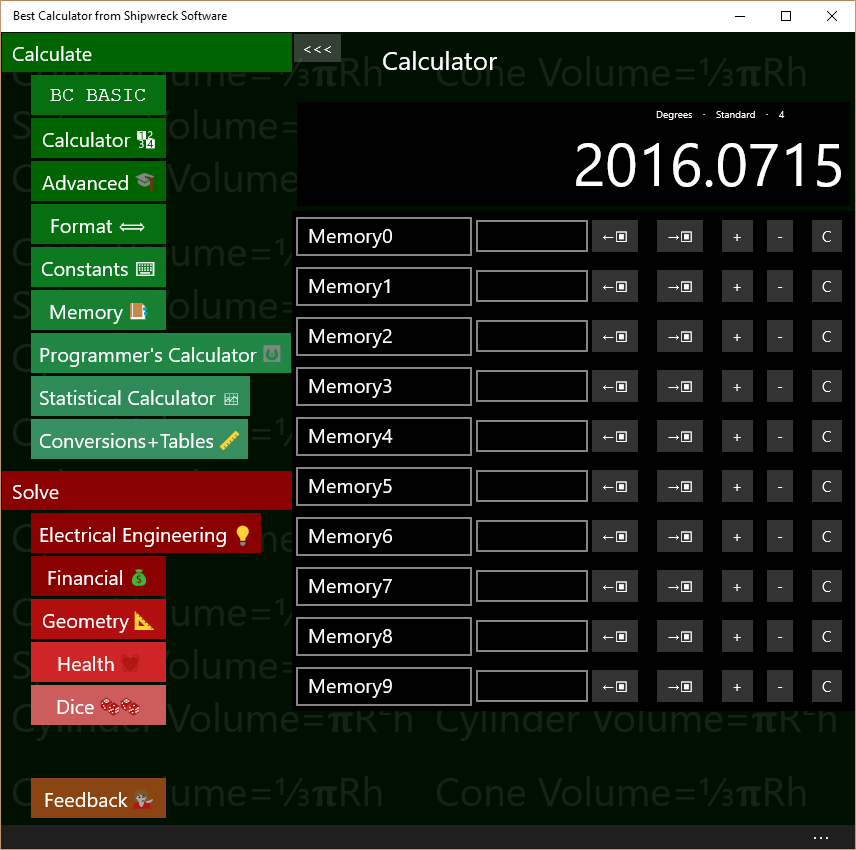 Best Calculator from Shipwreck Software
Calculate
<<<
Calculator
BC BASIC
Calculator
Advanced
Format
Constants
Memory
Programmer's Calculator
Statistical Calculator
Conversions+Tables
Solve
Electrical Engineering
Financial
Geometry
Health
Dice
Feedback
Degrees · Standard · 4
2016.0715
Memory0 ←▣ →▣ + - C
Memory1 ←▣ →▣ + - C
Memory2 ←▣ →▣ + - C
Memory3 ←▣ →▣ + - C
Memory4 ←▣ →▣ + - C
Memory5 ←▣ →▣ + - C
Memory6 ←▣ →▣ + - C
Memory7 ←▣ →▣ + - C
Memory8 ←▣ →▣ + - C
Memory9 ←▣ →▣ + - C
Cone Volume=⅓πRh
Cylinder Volume=πR²h Cylinder Volume=πR²h
Cone Volume=⅓πRh
...